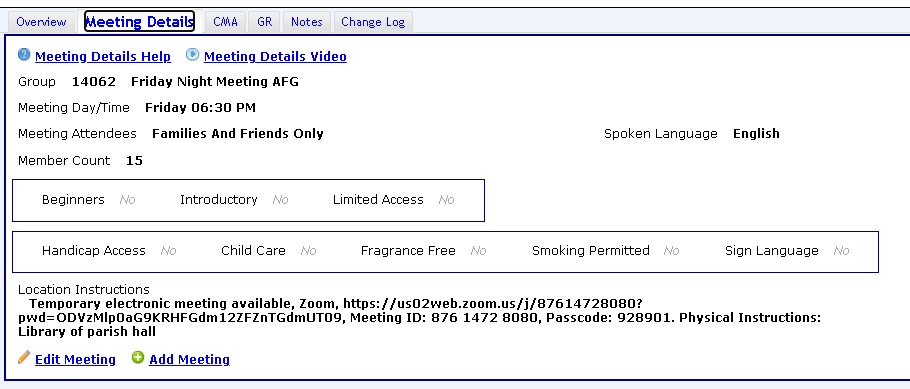 Overview Meeting Details CMA GR Notes Change Log
Meeting Details Help Meeting Details Video
Group 14062 Friday Night Meeting AFG
Meeting Day/Time Friday 06:30 PM
Meeting Attendees Families And Friends Only Spoken Language English
Member Count 15
Beginners No Introductory No Limited Access No
Handicap Access No Child Care No Fragrance Free No Smoking Permitted No Sign Language No
Location Instructions
Temporary electronic meeting available, Zoom, https://us02web.zoom.us/j/87614728080?
pwd=ODVzMlp0aG9KRHFGdm12ZFZnTGdmUT09, Meeting ID: 876 1472 8080, Passcode: 928901. Physical Instructions:
Library of parish hall
Edit Meeting Add Meeting